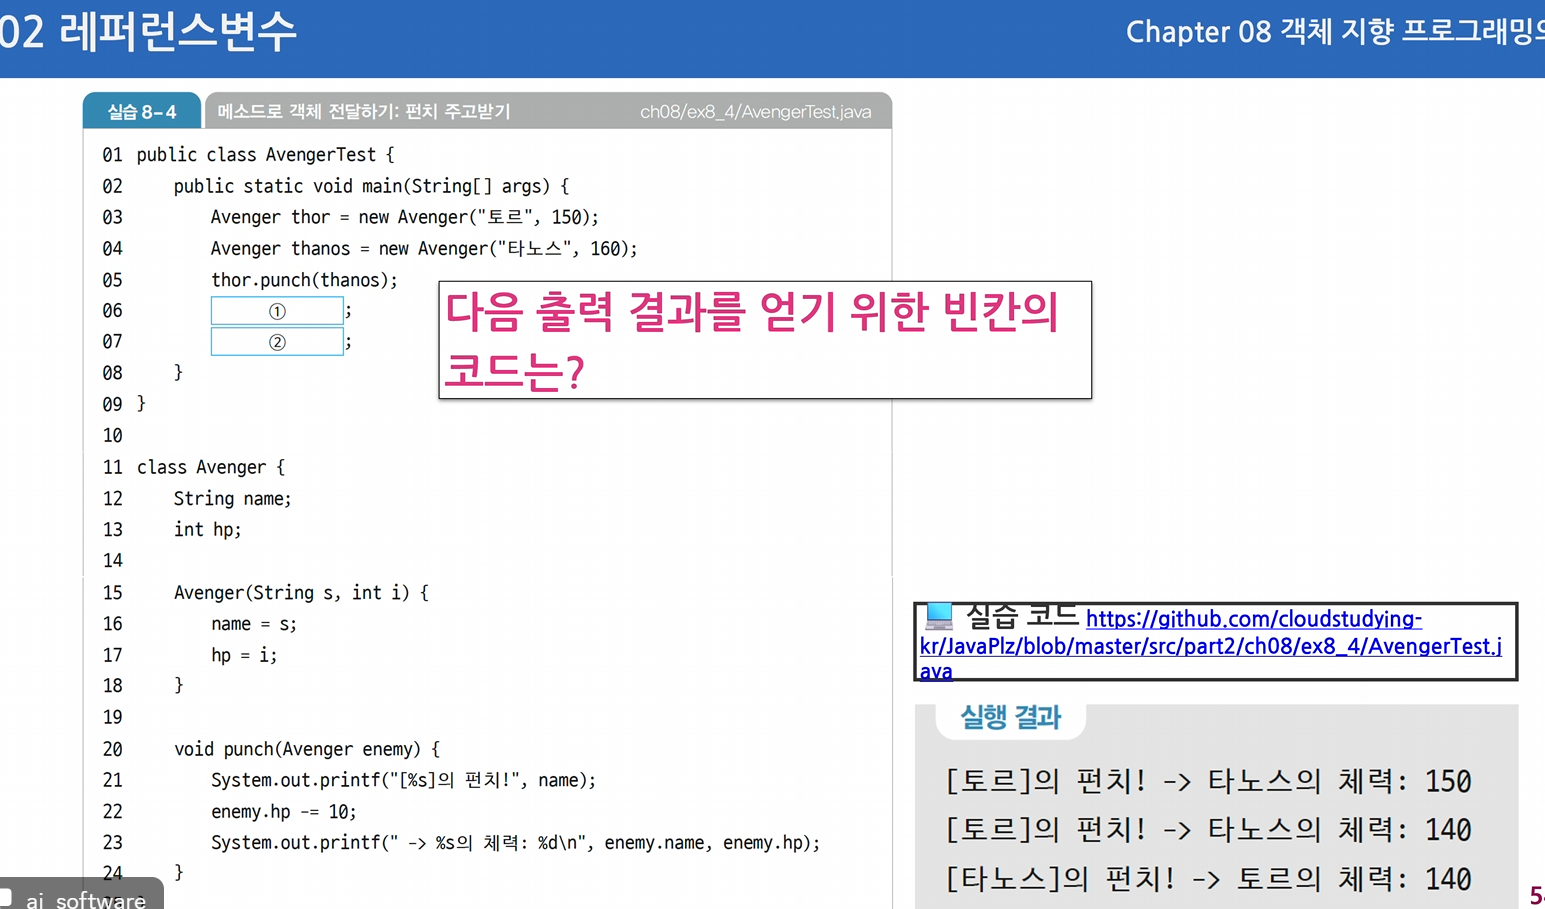 02 레퍼런스변수
Chapter 08 객체 지향 프로그래밍의
실습 8-4 메소드로 객체 전달하기: 펀치 주고받기 ch08/ex8_4/AvengerTest.java
01 public class AvengerTest {
02 public static void main(String[] args) {
03 Avenger thor = new Avenger("토르", 150);
04 Avenger thanos = new Avenger("타노스", 160);
05 thor.punch(thanos);
06 ① ;
07 ② ;
08 }
09 }
10
11 class Avenger {
12 String name;
13 int hp;
14
15 Avenger(String s, int i) {
16 name = s;
17 hp = i;
18 }
19
20 void punch(Avenger enemy) {
21 System.out.printf("[%s]의 펀치!", name);
22 enemy.hp -= 10;
23 System.out.printf(" -> %s의 체력: %d\n", enemy.name, enemy.hp);
24 }
다음 출력 결과를 얻기 위한 빈칸의
코드는?
실습 코드 https://github.com/cloudstudying-
kr/JavaPlz/blob/master/src/part2/ch08/ex8_4/AvengerTest.j
ava
실행 결과
[토르]의 펀치! -> 타노스의 체력: 150
[토르]의 펀치! -> 타노스의 체력: 140
[타노스]의 펀치! -> 토르의 체력: 140
ai_software